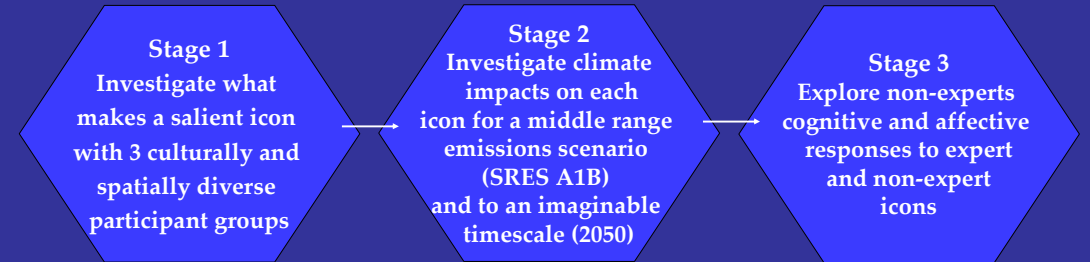 Stage 1
Investigate what
makes a salient icon
with 3 culturally and
spatially diverse
participant groups
Stage 2
Investigate climate
impacts on each
icon for a middle range
emissions scenario
(SRES A1B)
and to an imaginable
timescale (2050)
Stage 3
Explore non-experts
cognitive and affective
responses to expert
and non-expert
icons